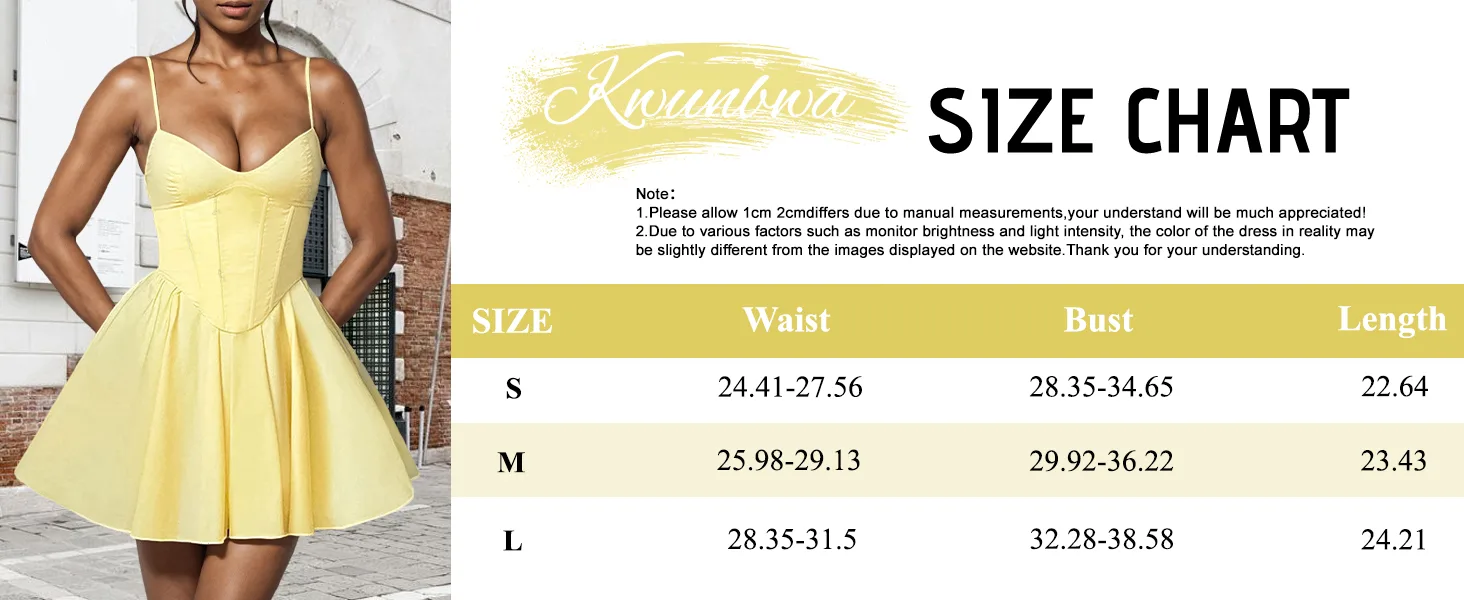 Kwunbwa
SIZE CHART
Note:
1.Please allow 1cm 2cmdiffers due to manual measurements,your understand will be much appreciated!
2.Due to various factors such as monitor brightness and light intensity, the color of the dress in reality may
be slightly different from the images displayed on the website.Thank you for your understanding.
SIZE Waist Bust Length
S 24.41-27.56 28.35-34.65 22.64
M 25.98-29.13 29.92-36.22 23.43
L 28.35-31.5 32.28-38.58 24.21